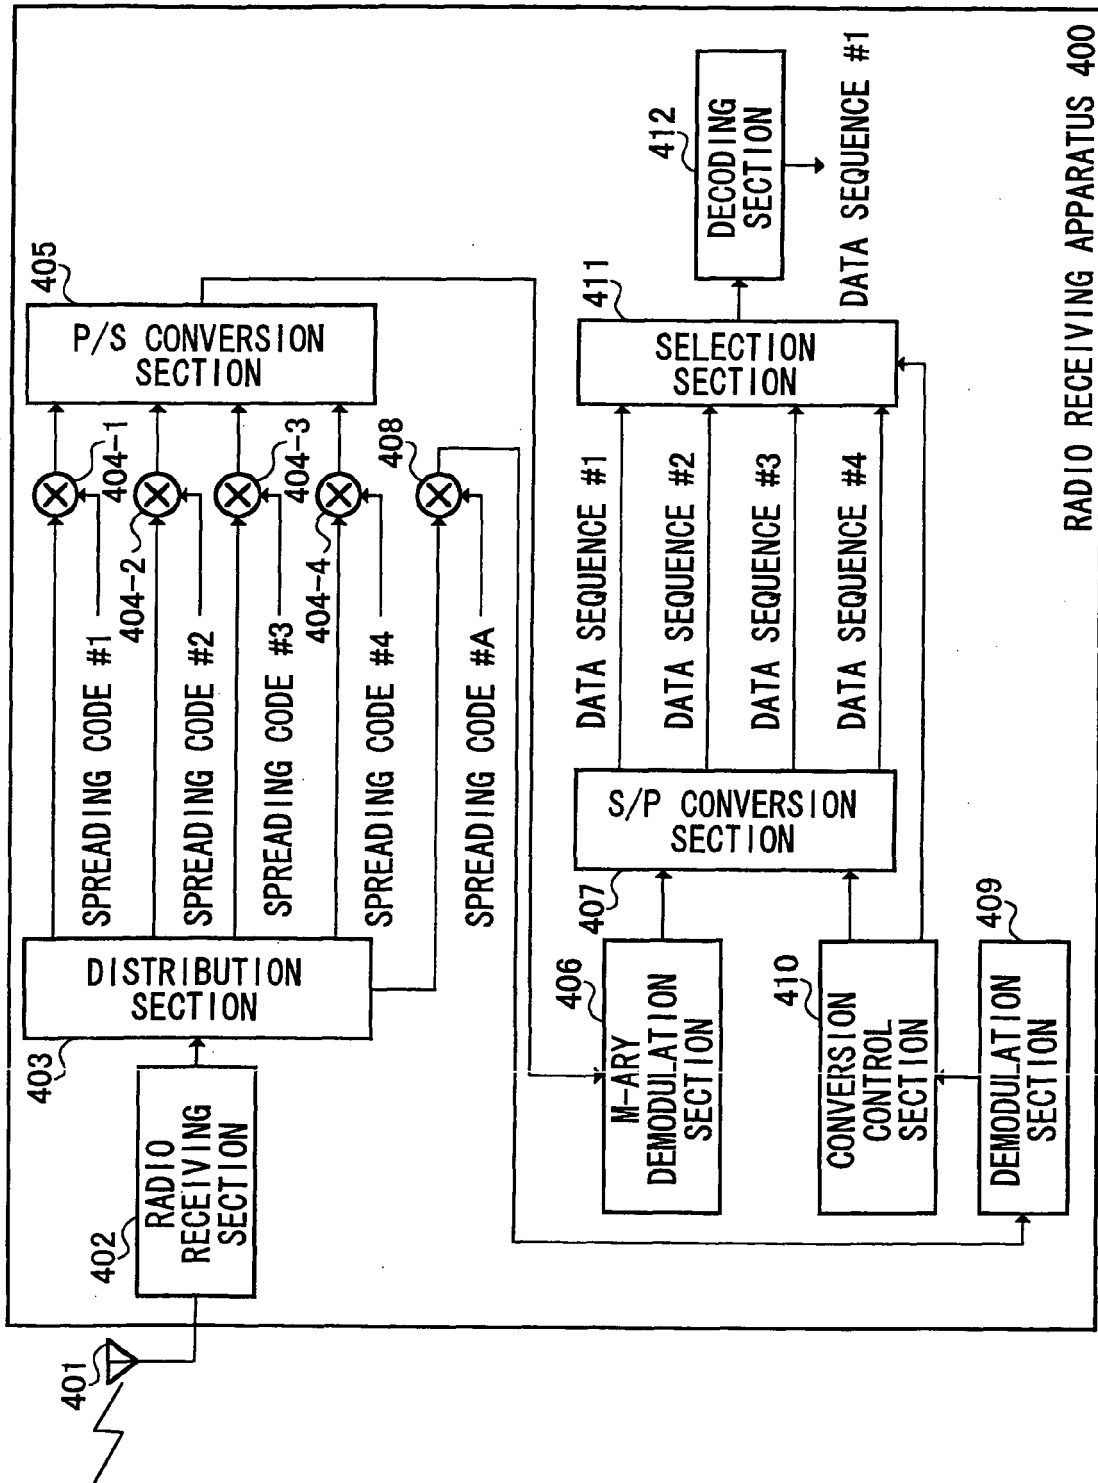 401
402
RADIO
RECEIVING
SECTION
403
DISTRIBUTION
SECTION
SPREADING CODE #1
404-1
404-2
SPREADING CODE #2
SPREADING CODE #3
404-3
404-4
SPREADING CODE #4
408
SPREADING CODE #A
405
P/S CONVERSION
SECTION
406
M-ARY
DEMODULATION
SECTION
407
S/P CONVERSION
SECTION
410
CONVERSION
CONTROL
SECTION
409
DEMODULATION
SECTION
DATA SEQUENCE #1
DATA SEQUENCE #2
DATA SEQUENCE #3
DATA SEQUENCE #4
411
SELECTION
SECTION
412
DECODING
SECTION
DATA SEQUENCE #1
RADIO RECEIVING APPARATUS 400